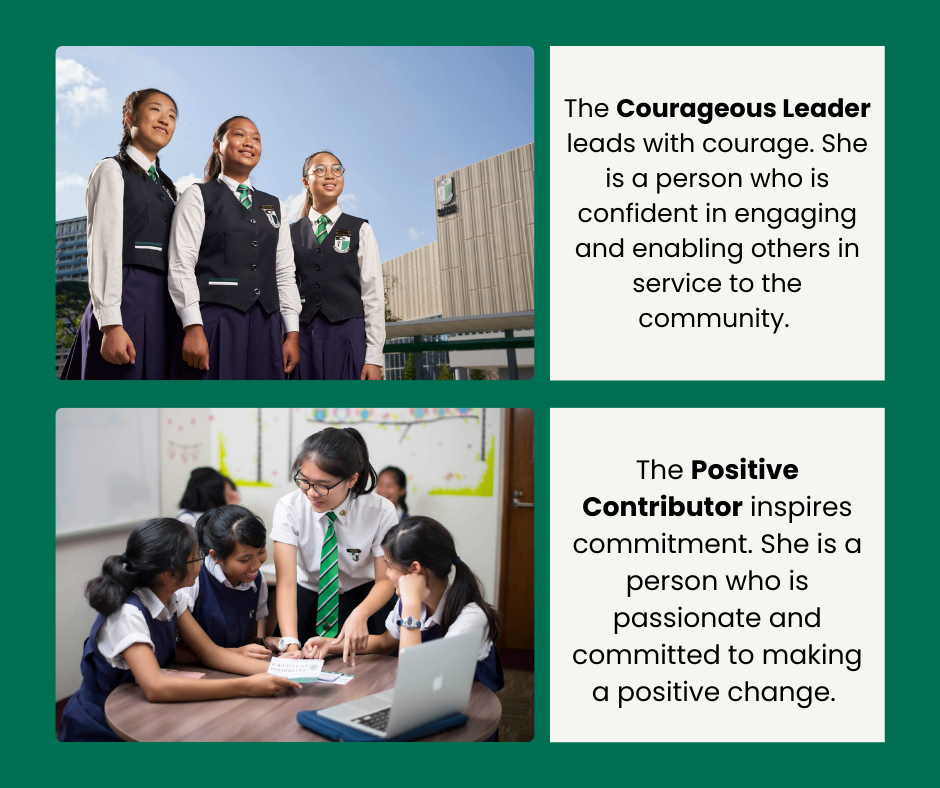 The Courageous Leader
leads with courage. She
is a person who is
confident in engaging
and enabling others in
service to the
community.
The Positive
Contributor inspires
commitment. She is a
person who is
passionate and
committed to making
a positive change.